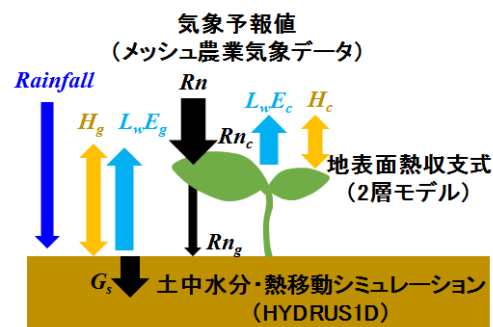 気象予報値
（メッシュ農業気象データ）
Rainfall
Hg
LwEg
Rn
Rnc
LwEc
Hc
地表面熱収支式
（2層モデル）
Rng
Gs
土中水分・熱移動シミュレーション
（HYDRUS1D）